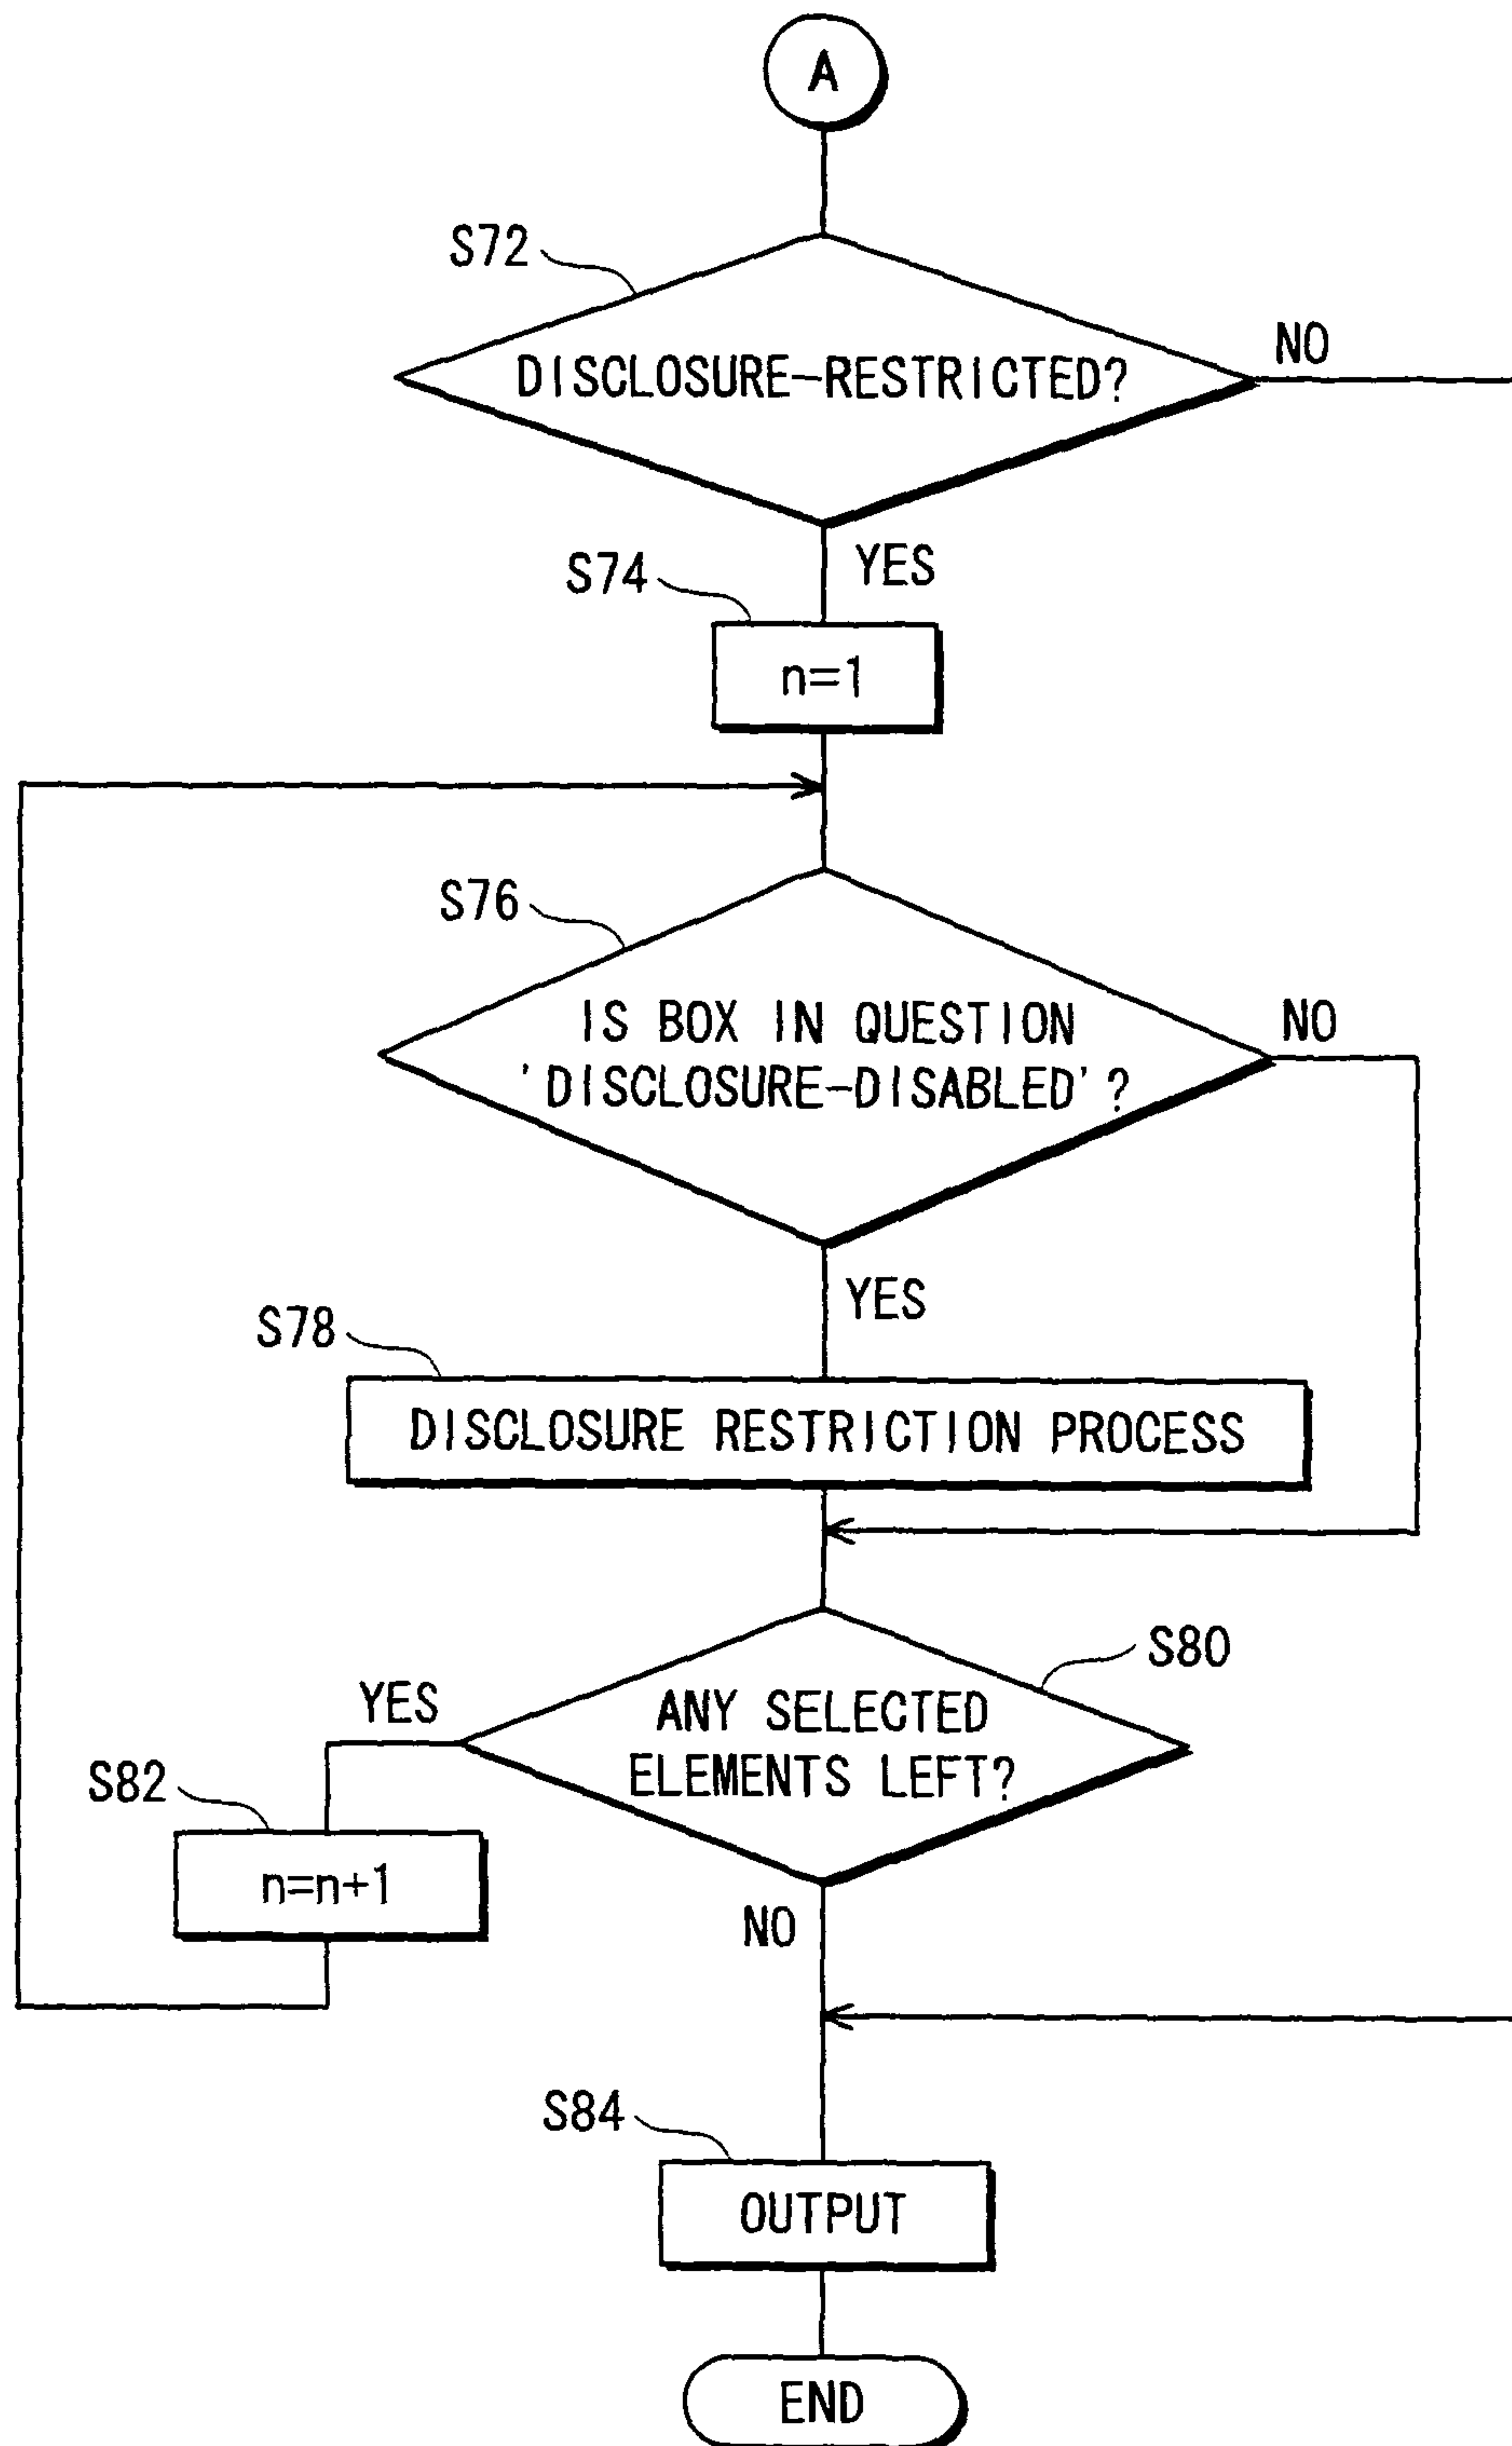 A
S72
DISCLOSURE-RESTRICTED?
NO
YES
S74
n=1
S76
IS BOX IN QUESTION
'DISCLOSURE-DISABLED'?
NO
YES
S78
DISCLOSURE RESTRICTION PROCESS
S80
ANY SELECTED
ELEMENTS LEFT?
YES
S82
n=n+1
NO
S84
OUTPUT
END